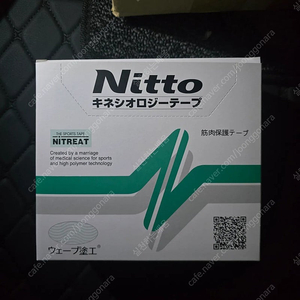 Nitto
キネシオロジーテープ
THE SPORTS TAPE
NITREAT
筋肉保護テープ
Created by a marriage
of medical science for sports
and high polymer technology
ウェーブ塗工